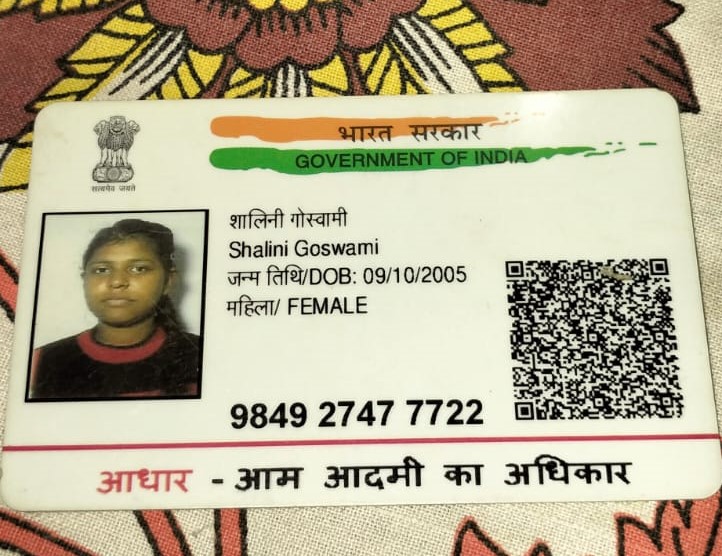 भारत सरकार
GOVERNMENT OF INDIA
सत्यमेव जयते
शालिनी गोस्वामी
Shalini Goswami
जन्म तिथि/DOB: 09/10/2005
महिला/ FEMALE
9849 2747 7722
आधार - आम आदमी का अधिकार